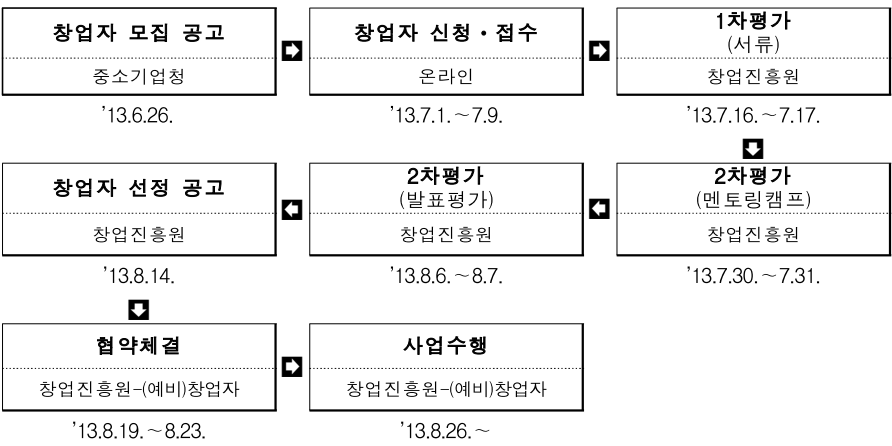 창업자 모집 공고
중소기업청
'13.6.26.
창업자 신청·접수
온라인
'13.7.1.～7.9.
1차평가
(서류)
창업진흥원
'13.7.16.～7.17.
2차평가
(멘토링캠프)
창업진흥원
'13.7.30.～7.31.
2차평가
(발표평가)
창업진흥원
'13.8.6.～8.7.
창업자 선정 공고
창업진흥원
'13.8.14.
협약체결
창업진흥원-(예비)창업자
'13.8.19.～8.23.
사업수행
창업진흥원-(예비)창업자
'13.8.26.～